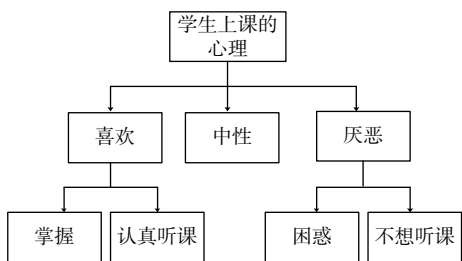 学生上课的
心理
喜欢
中性
厌恶
掌握
认真听课
困惑
不想听课